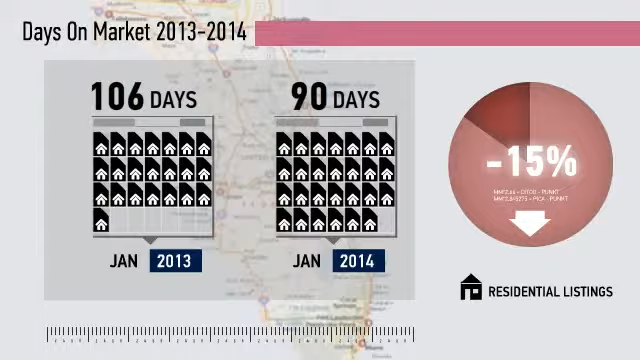 Days On Market 2013-2014
106 DAYS
90 DAYS
JAN 2013
JAN 2014
-15%
RESIDENTIAL LISTINGS